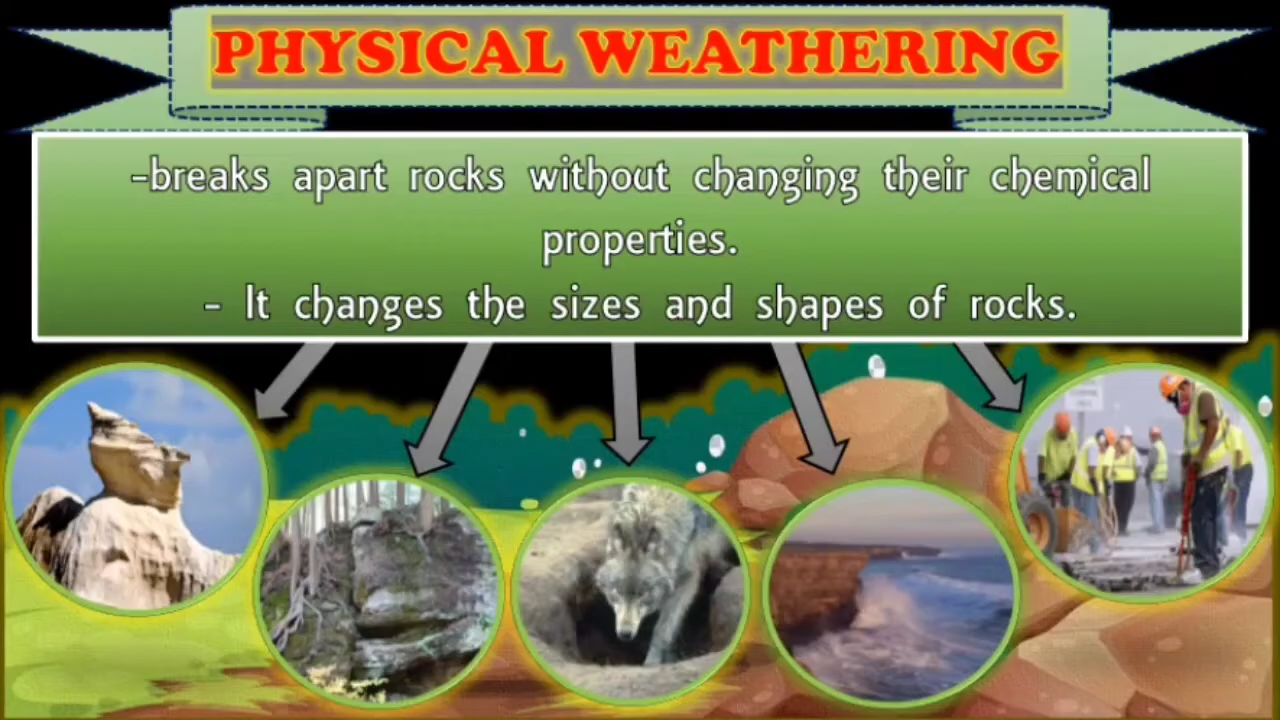 PHYSICAL WEATHERING
-breaks apart rocks without changing their chemical
properties.
- It changes the sizes and shapes of rocks.